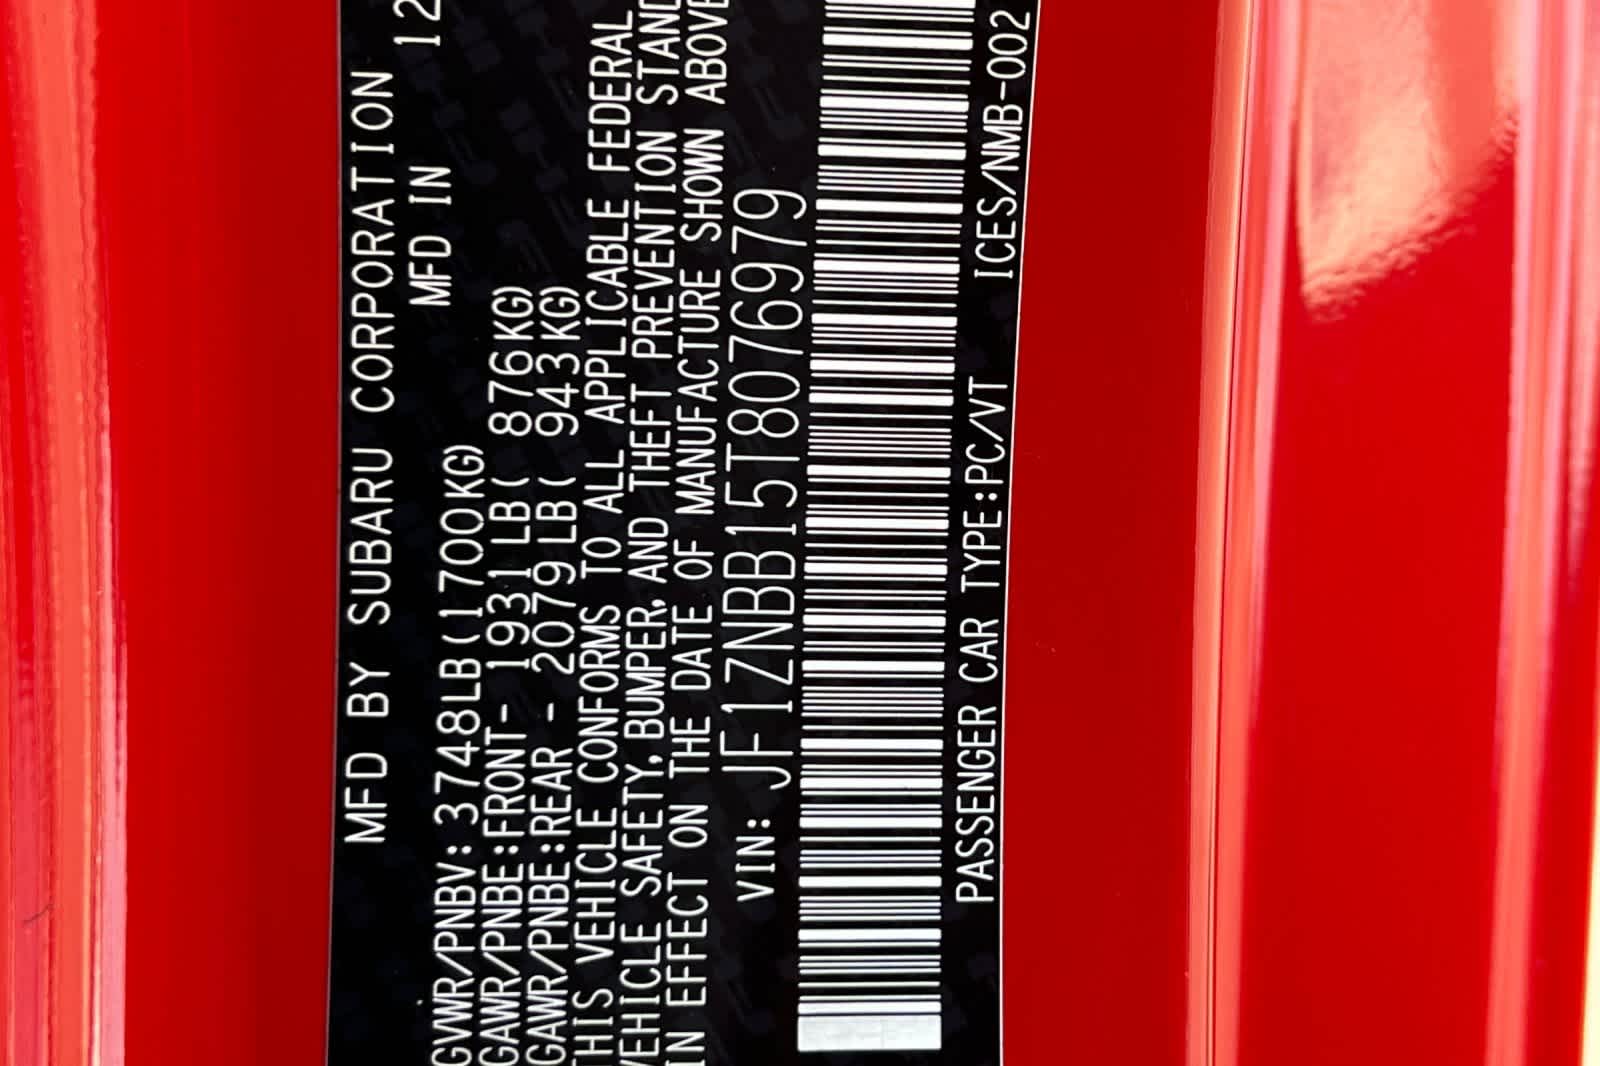 MFD BY SUBARU CORPORATION 12
MFD IN
GVWR/PNBV: 3748LB(1700KG)
GAWR/PNBE:FRONT- 1931LB( 876KG)
GAWR/PNBE:REAR - 2079LB( 943KG)
THIS VEHICLE CONFORMS TO ALL APPLICABLE FEDERAL
VEHICLE SAFETY, BUMPER, AND THEFT PREVENTION STAND
IN EFFECT ON THE DATE OF MANUFACTURE SHOWN ABOVE
VIN: JF1ZNBB15T8076979
PASSENGER CAR TYPE:PC/VT ICES/NMB-002